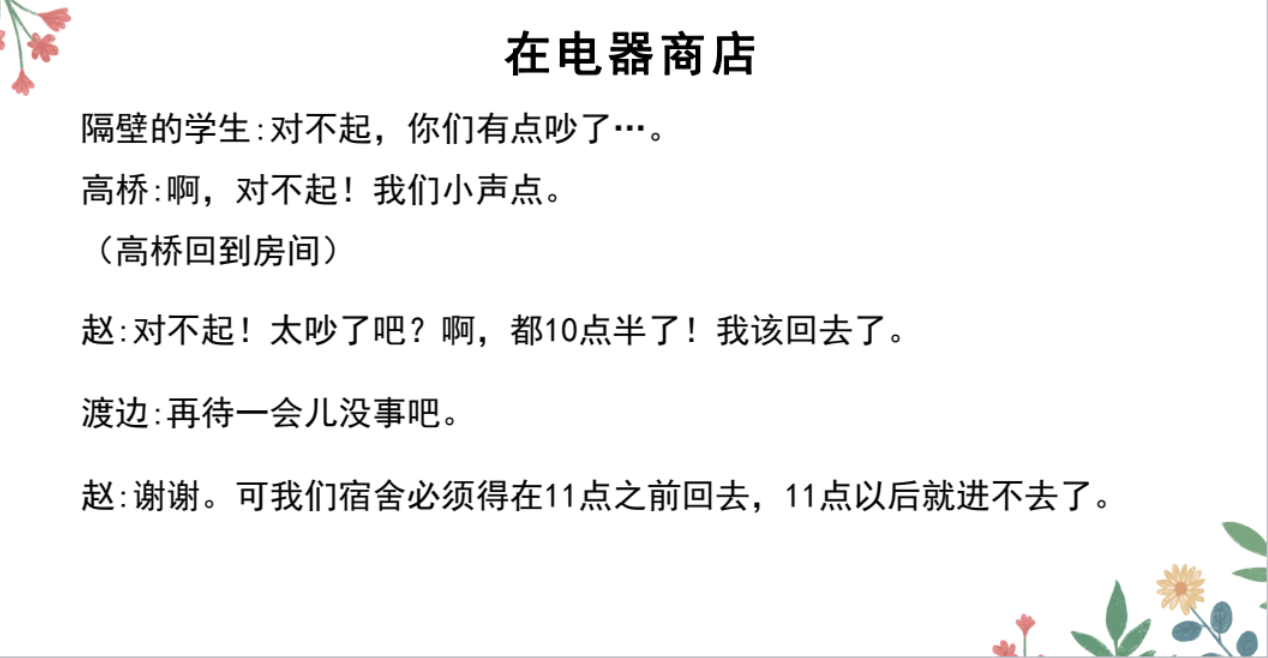 在电器商店
隔壁的学生:对不起，你们有点吵了…。
高桥:啊，对不起！我们小声点。
（高桥回到房间）
赵:对不起！太吵了吧？啊，都10点半了！我该回去了。
渡边:再待一会儿没事吧。
赵:谢谢。可我们宿舍必须得在11点之前回去，11点以后就进不去了。